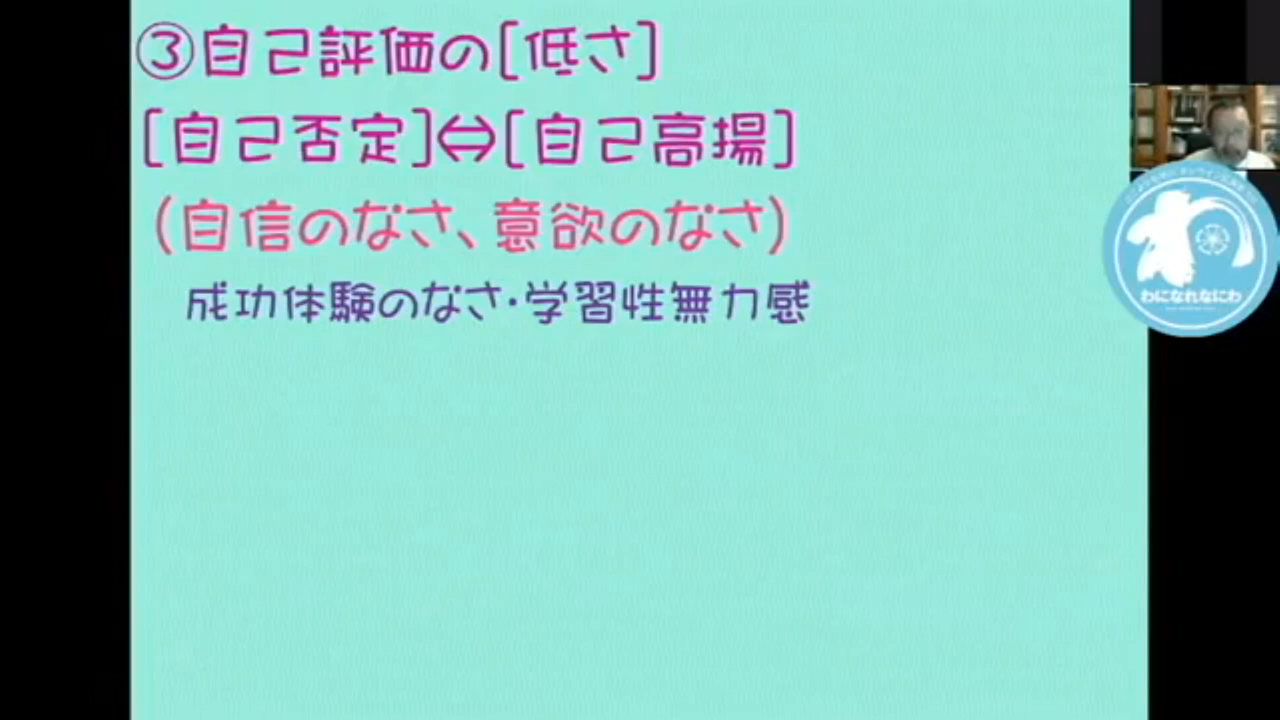 ③自己評価の[低さ]
[自己否定]⇔[自己高揚]
(自信のなさ、意欲のなさ)
成功体験のなさ・学習性無力感
わになれなにわ